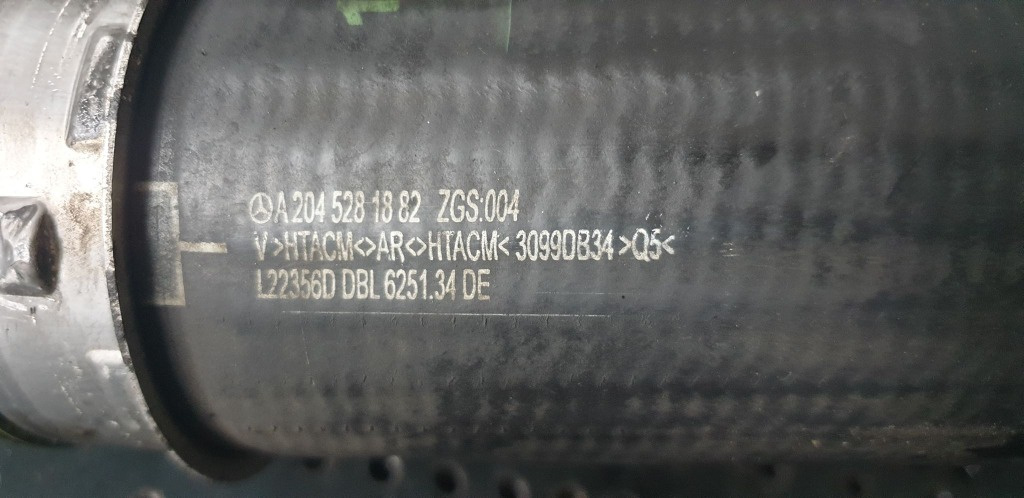 A 204 528 18 82 ZGS:004
V>HTACM<>AR<>HTACM< 3099DB34 >Q5<
L22356D DBL 6251.34 DE